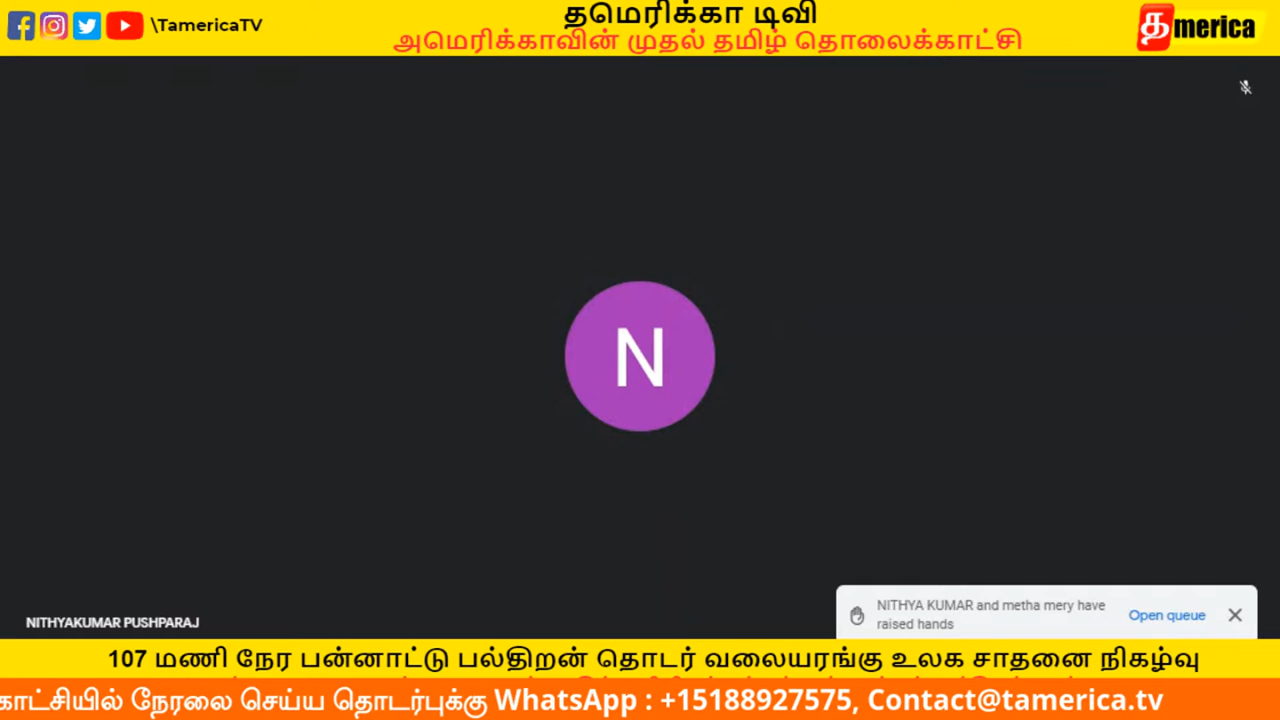 \TamericaTV
தமெரிக்கா டிவி
அமெரிக்காவின் முதல் தமிழ் தொலைக்காட்சி
தmerica
N
NITHYAKUMAR PUSHPARAJ
NITHYA KUMAR and metha mery have
raised hands
Open queue
107 மணி நேர பன்னாட்டு பல்திறன் தொடர் வலையரங்கு உலக சாதனை நிகழ்வு
காட்சியில் நேரலை செய்ய தொடர்புக்கு WhatsApp : +15188927575, Contact@tamerica.tv